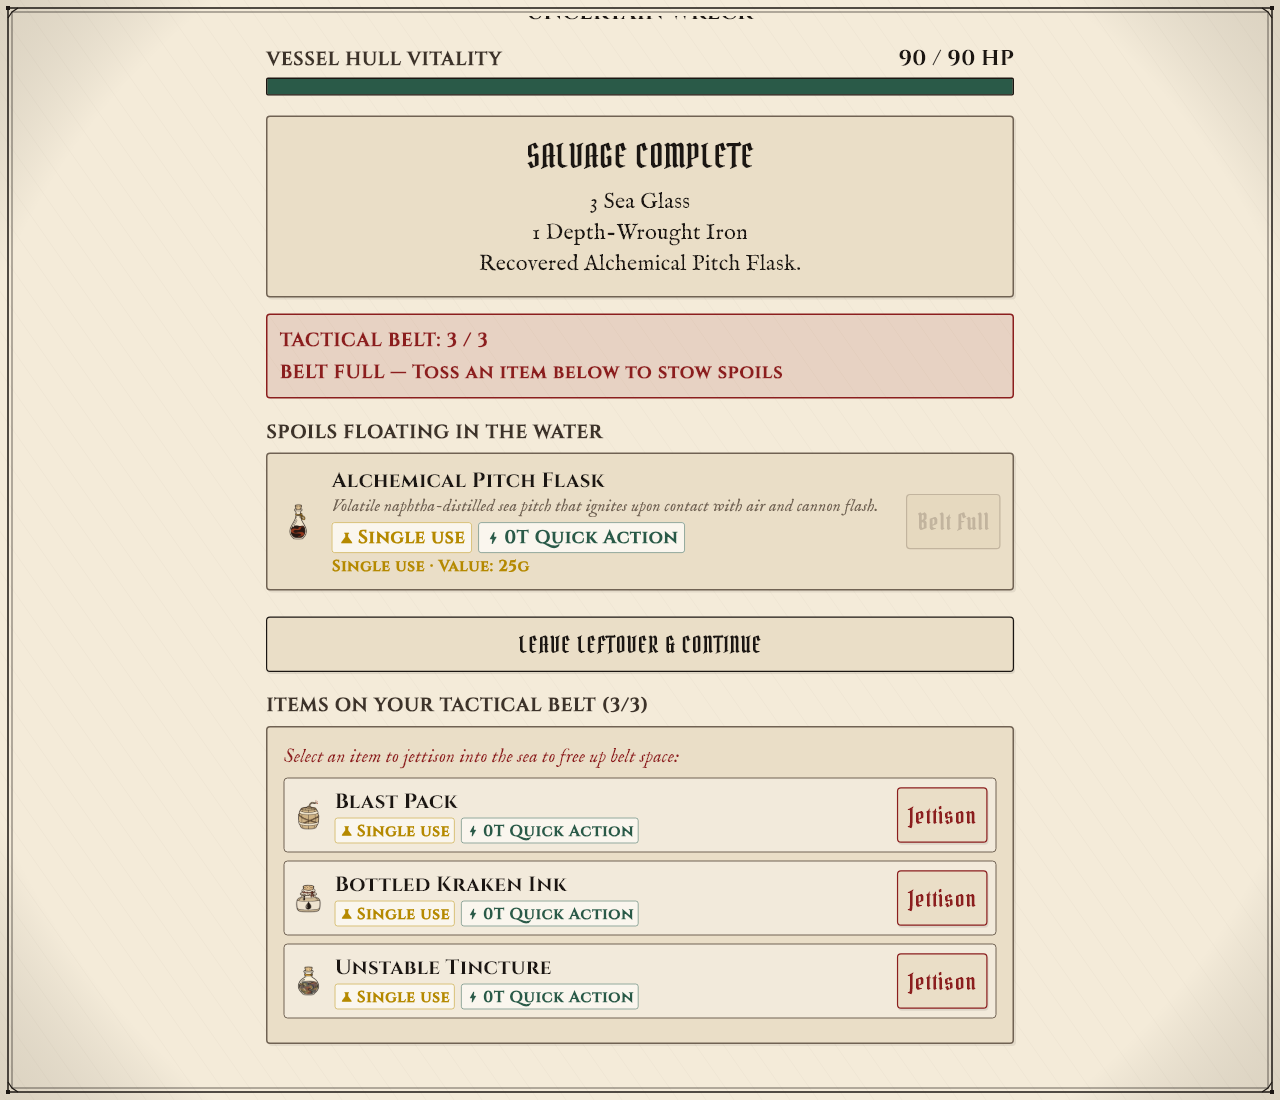 UNCERTAIN WRECK
VESSEL HULL VITALITY
90 / 90 HP
SALVAGE COMPLETE
3 Sea Glass
1 Depth-Wrought Iron
Recovered Alchemical Pitch Flask.
TACTICAL BELT: 3 / 3
BELT FULL — Toss an item below to stow spoils
SPOILS FLOATING IN THE WATER
Alchemical Pitch Flask
Volatile naphtha-distilled sea pitch that ignites upon contact with air and cannon flash.
Single use
0T Quick Action
Single use · Value: 25g
Belt Full
LEAVE LEFTOVER & CONTINUE
ITEMS ON YOUR TACTICAL BELT (3/3)
Select an item to jettison into the sea to free up belt space:
Blast Pack
Single use
0T Quick Action
Jettison
Bottled Kraken Ink
Single use
0T Quick Action
Jettison
Unstable Tincture
Single use
0T Quick Action
Jettison